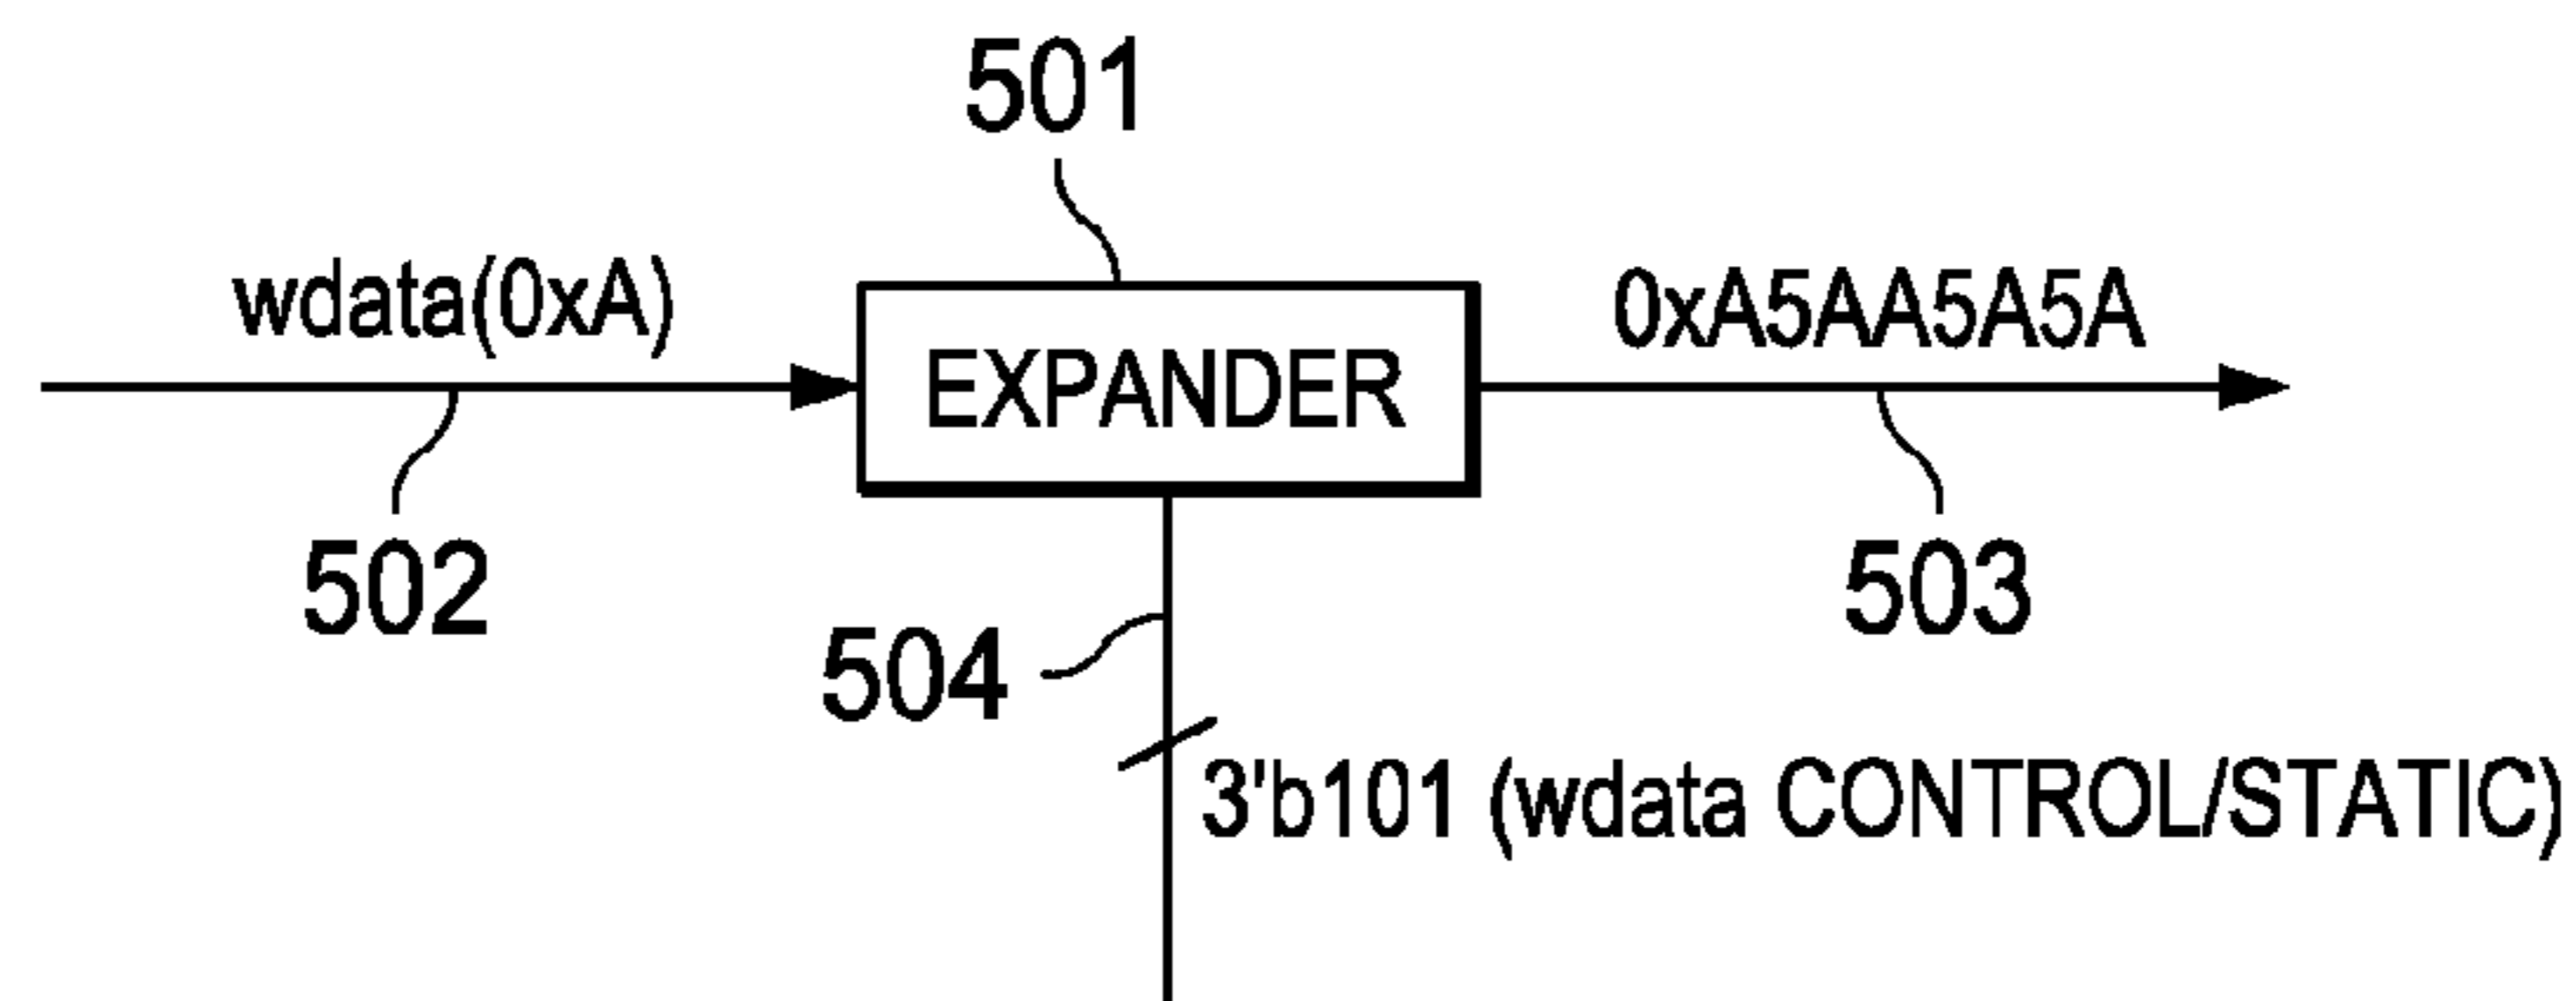 501
wdata(0xA)
EXPANDER
0xA5AA5A5A
502
503
504
3'b101 (wdata CONTROL/STATIC)